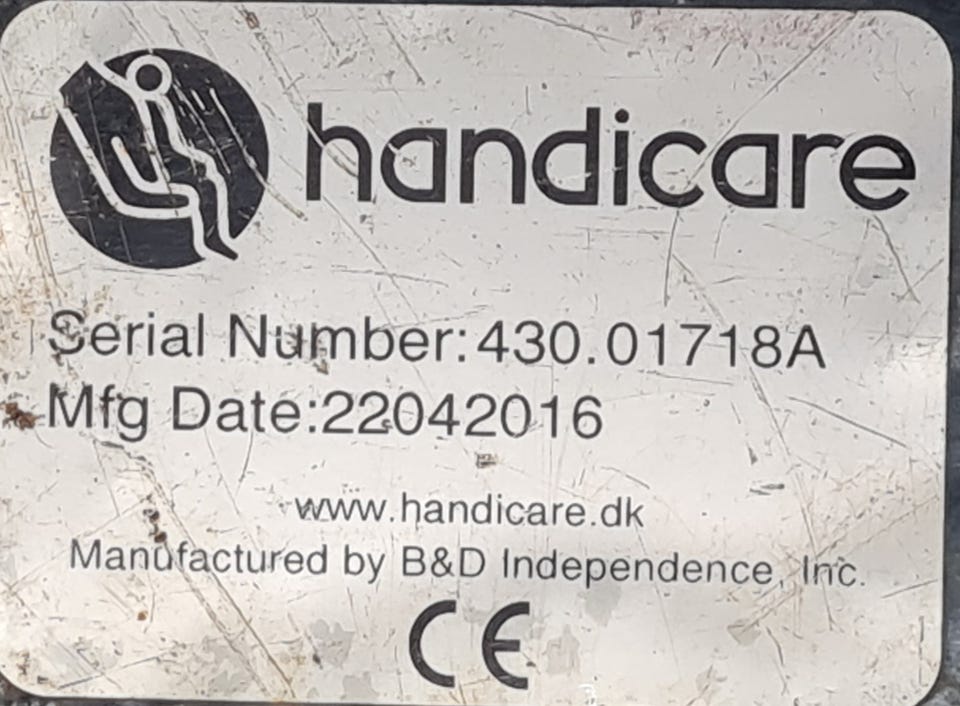 handicare
Serial Number:430.01718A
Mfg Date:22042016
www.handicare.dk
Manufactured by B&D Independence, Inc.
CE